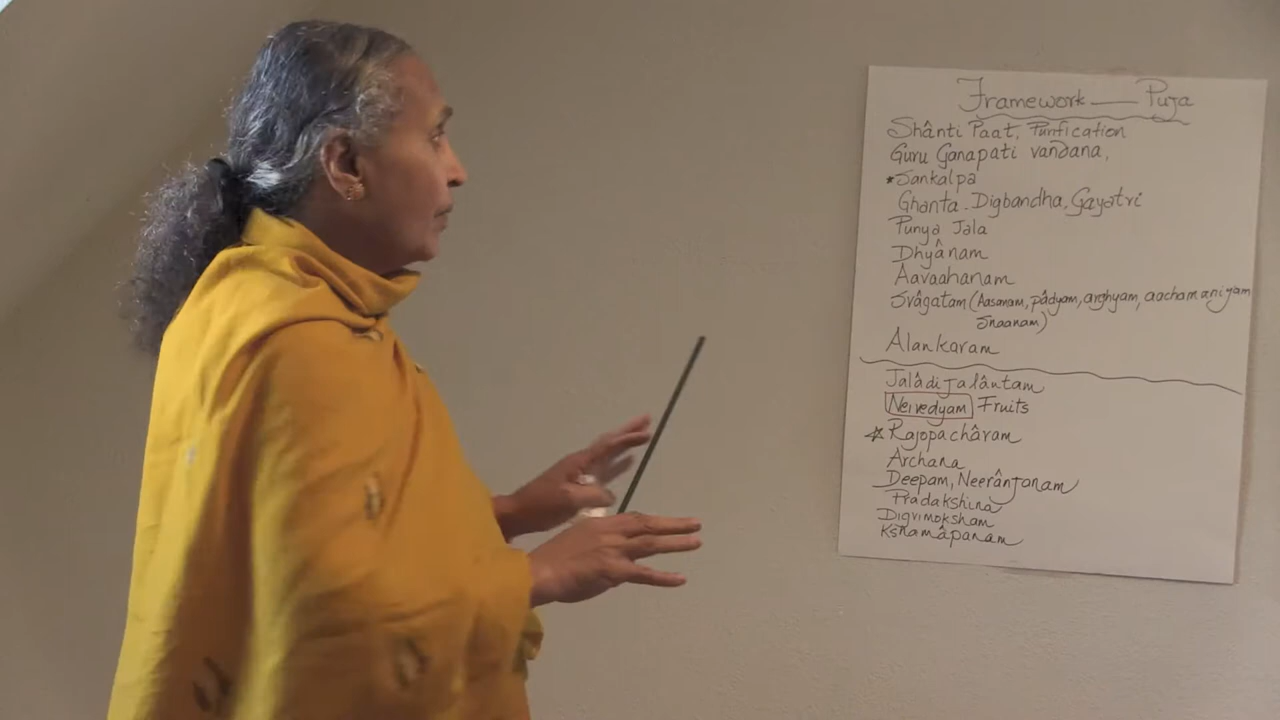 Framework — Puja
Shânti Paat, Purification
Guru Ganapati vandana,
*Sankalpa
Ghanta. Digbandha, Gayatri
Punya Jala
Dhyânam
Aavaahanam
Svâgatam (Aasanam, pâdyam, arghyam, aachamaniyam
Snaanam)
Alankaram
Jalâdi jalântam
Neivedyam Fruits
☆Rajopachâram
Archana
Deepam, Neerânjanam
Pradakshina
Digvimoksham
Kshamâpanam